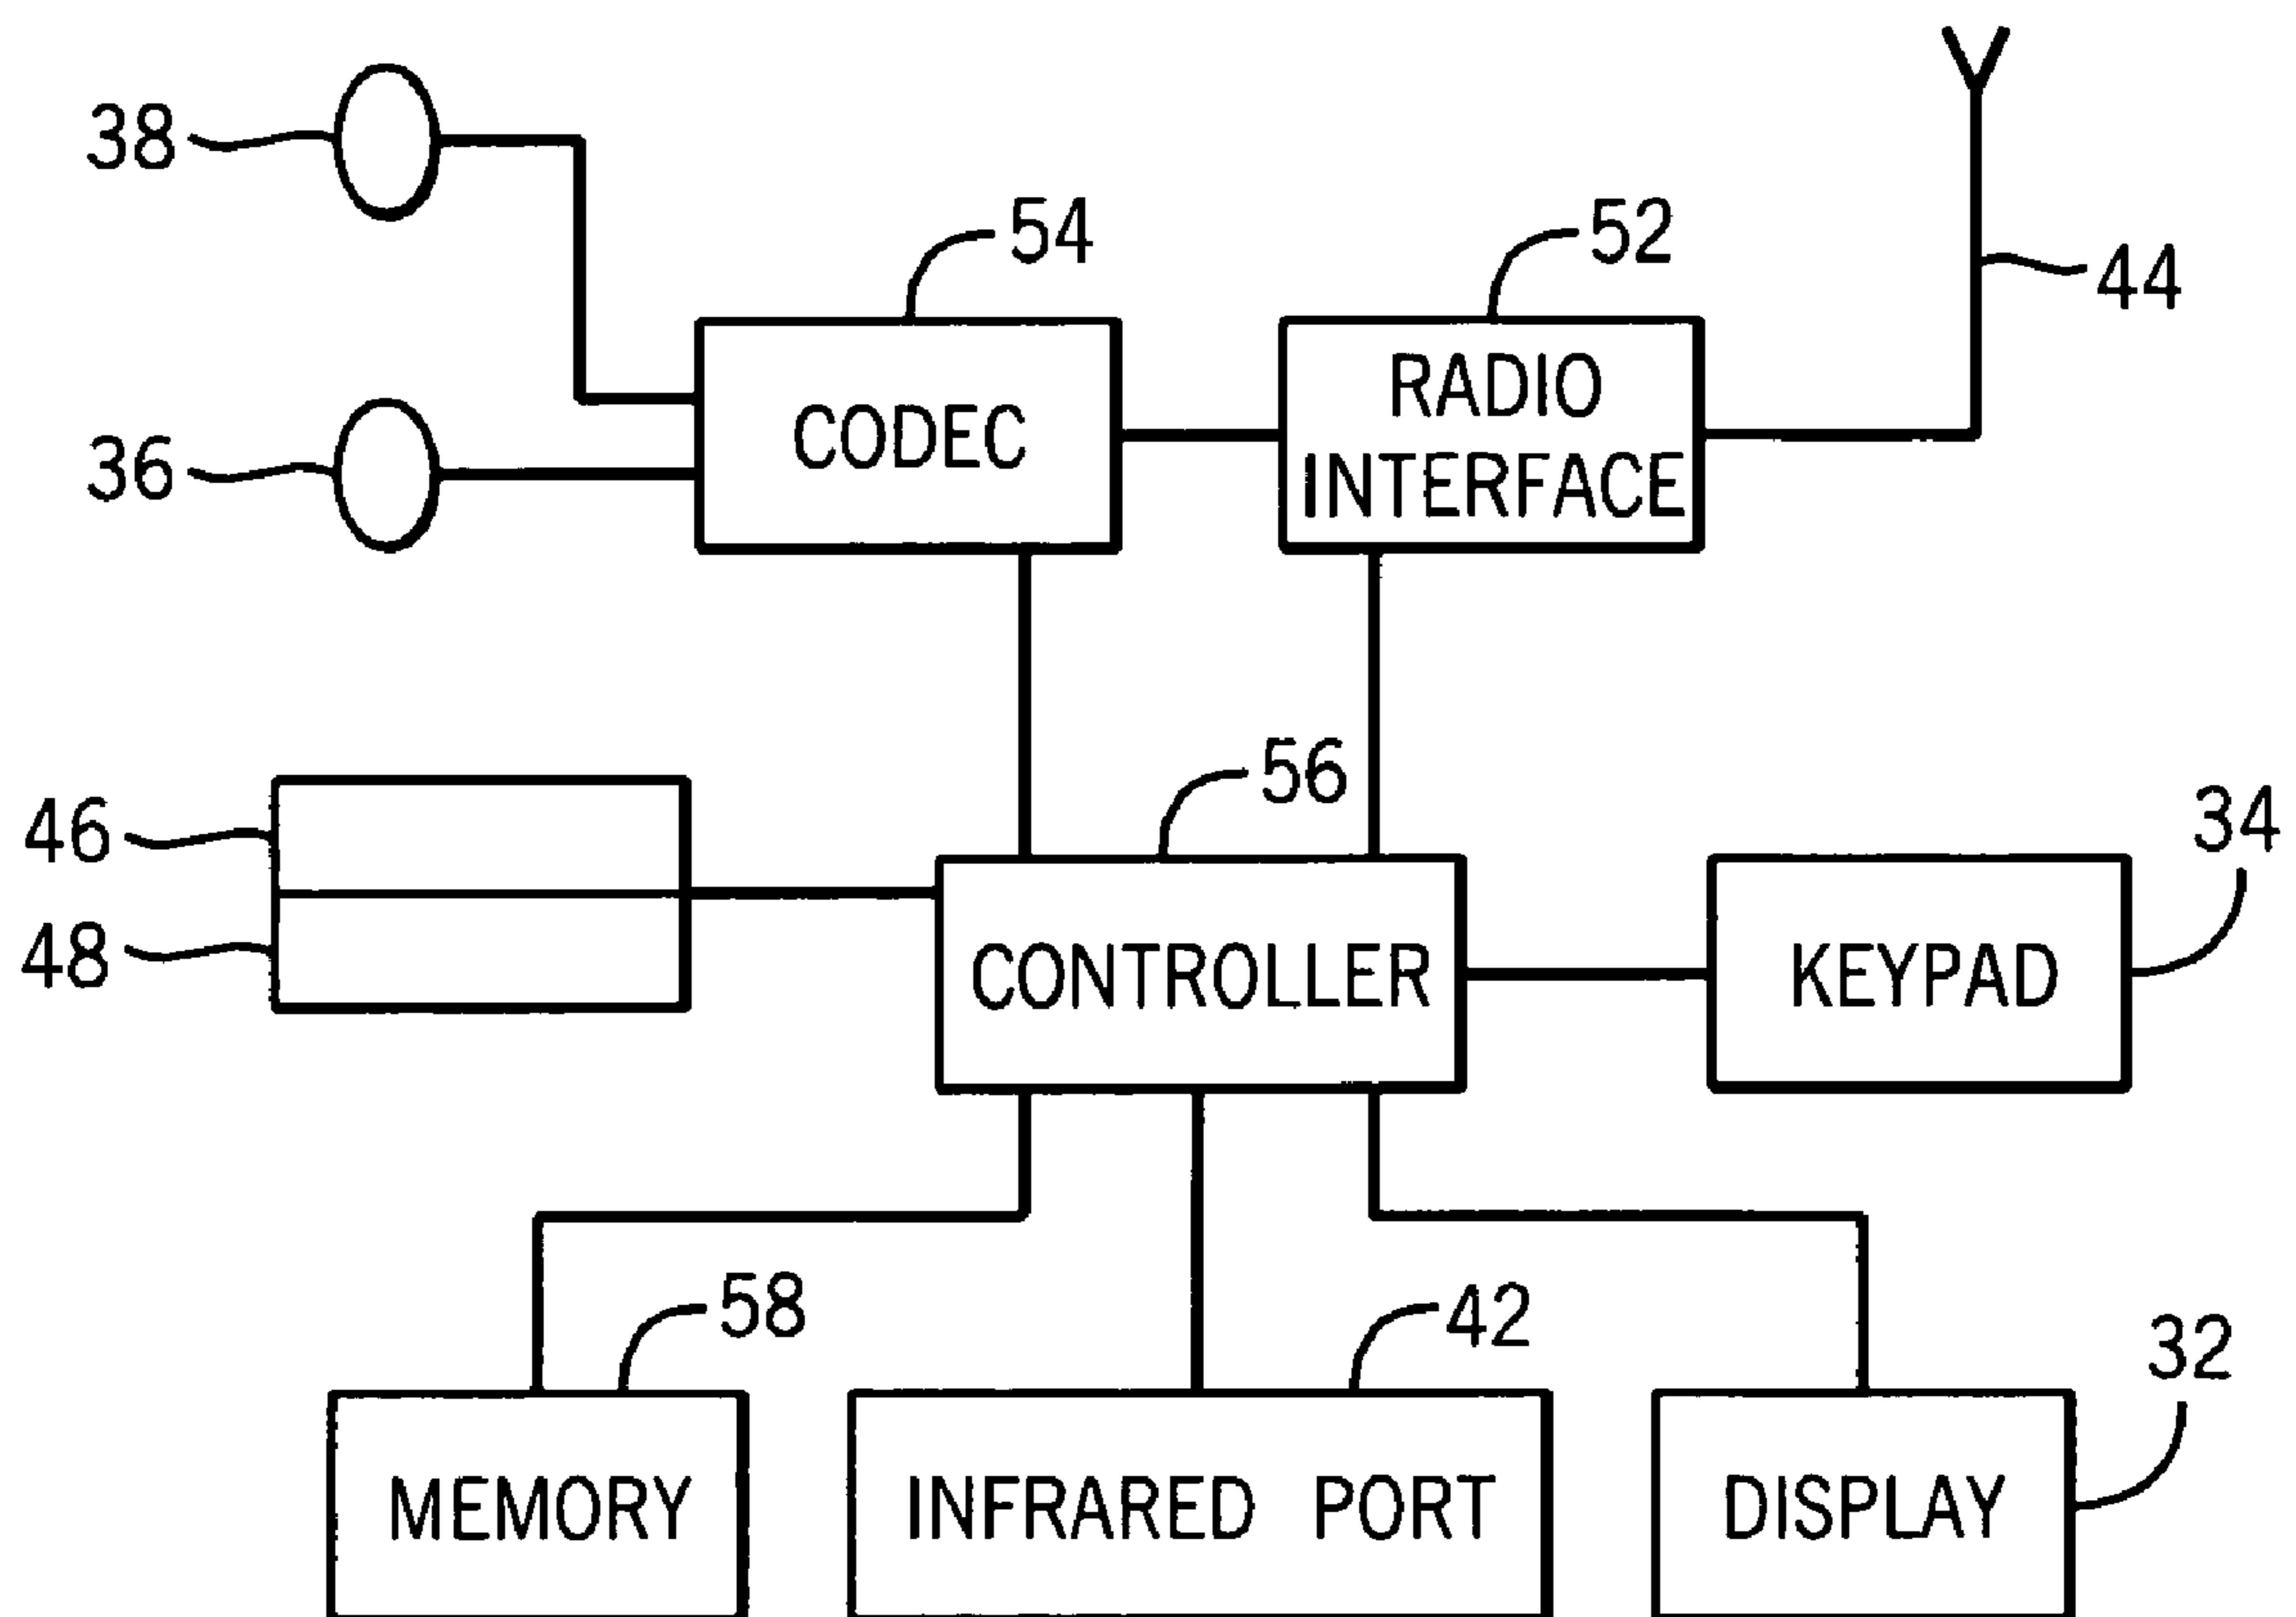 38
54
52
44
RADIO
INTERFACE
CODEC
36
56
46
34
48
CONTROLLER
KEYPAD
58
42
32
MEMORY
INFRARED PORT
DISPLAY